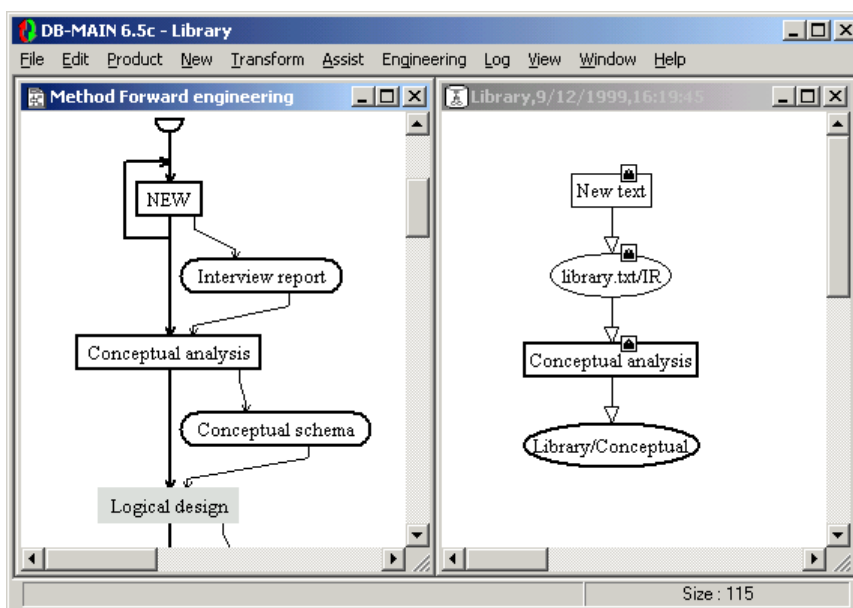 DB-MAIN 6.5c - Library
File Edit Product New Transform Assist Engineering Log View Window Help
Method Forward engineering
NEW
Interview report
Conceptual analysis
Conceptual schema
Logical design
Library,9/12/1999,16:19:45
New text
library.txt/IR
Conceptual analysis
Library/Conceptual
Size : 115